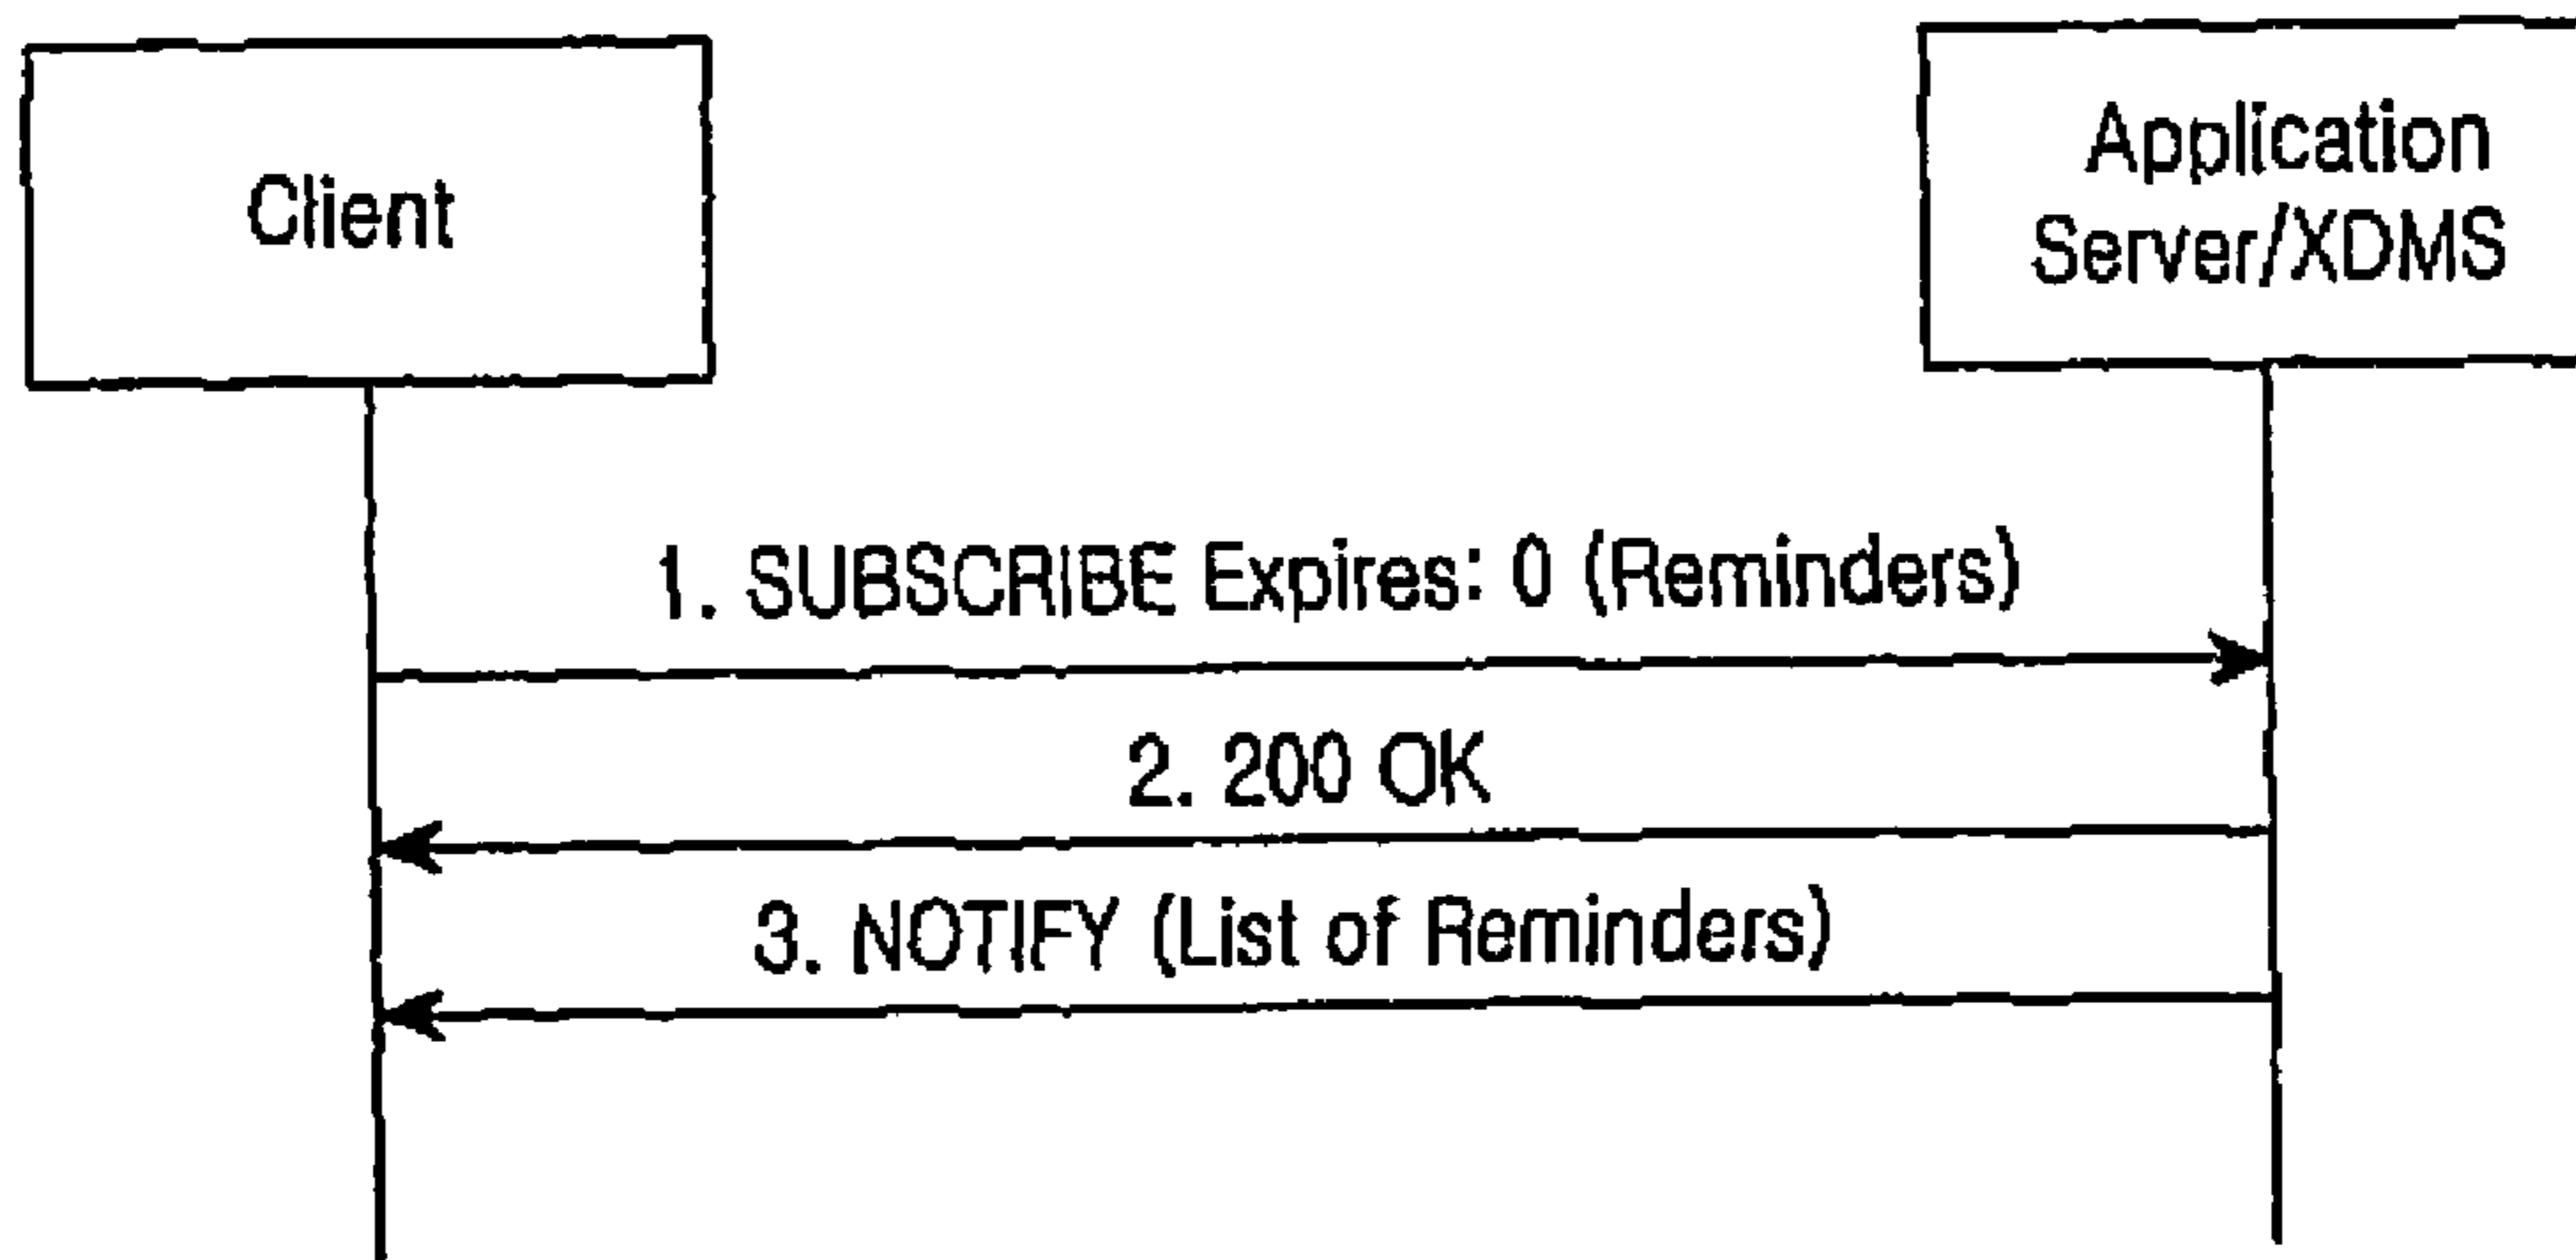 Client
Application
Server/XDMS
1. SUBSCRIBE Expires: 0 (Reminders)
2. 200 OK
3. NOTIFY (List of Reminders)